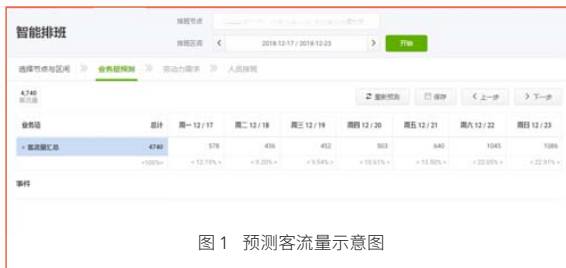 智能排班
排班节点
排班区间 < 2018-12-17 / 2018-12-23 > 开始
选择节点与区间 >> 业务量预测 >> 劳动力需求 >> 人员排班
4,740
客流量
重新预测 保存 < 上一步 > 下一步
业务量 总计 周一 12 / 17 周二 12 / 18 周三 12 / 19 周四 12 / 20 周五 12 / 21 周六 12 / 22 周日 12 / 23
客流量汇总 4740 578 436 452 503 640 1045 1086
<100%> < 9.20% > < 9.54% > < 10.61% > < 13.50% > < 22.05% > < 22.91% >
事件
图 1 预测客流量示意图